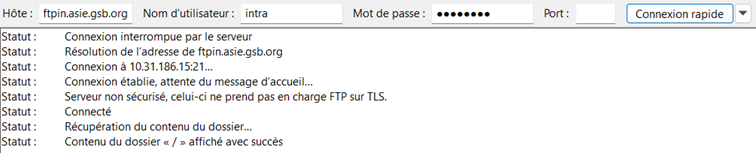 Hôte : ftpin.asie.gsb.org Nom d'utilisateur : intra Mot de passe : ●●●●●●●● Port : Connexion rapide
Statut : Connexion interrompue par le serveur
Statut : Résolution de l'adresse de ftpin.asie.gsb.org
Statut : Connexion à 10.31.186.15:21...
Statut : Connexion établie, attente du message d'accueil...
Statut : Serveur non sécurisé, celui-ci ne prend pas en charge FTP sur TLS.
Statut : Connecté
Statut : Récupération du contenu du dossier...
Statut : Contenu du dossier « / » affiché avec succès